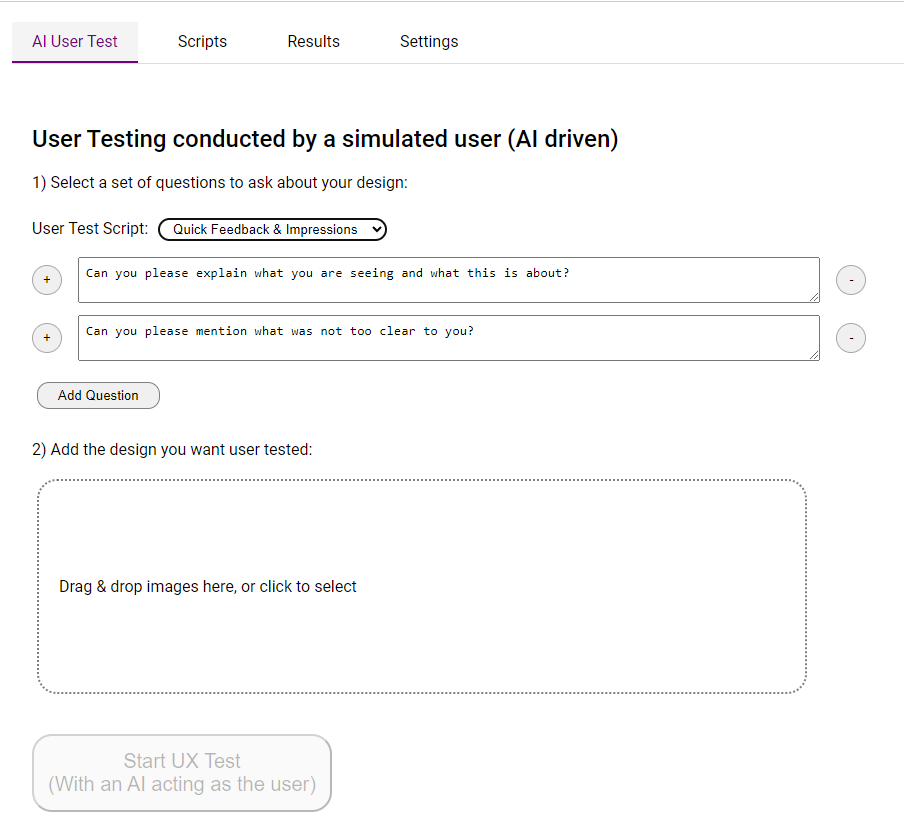 AI User Test Scripts Results Settings
User Testing conducted by a simulated user (AI driven)
1) Select a set of questions to ask about your design:
User Test Script: Quick Feedback & Impressions
+ Can you please explain what you are seeing and what this is about? -
+ Can you please mention what was not too clear to you? -
Add Question
2) Add the design you want user tested:
Drag & drop images here, or click to select
Start UX Test
(With an AI acting as the user)